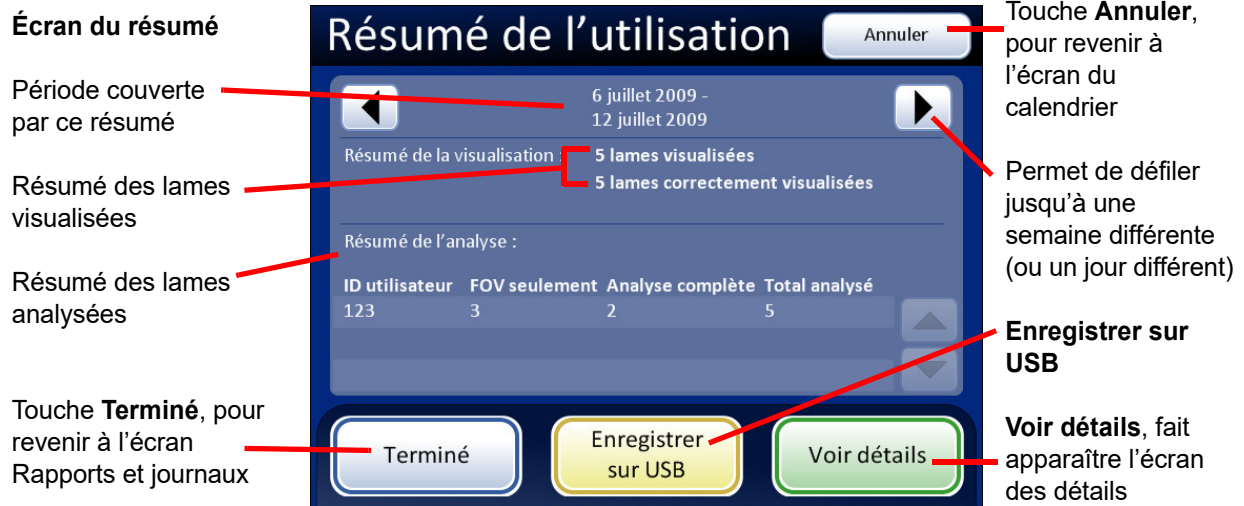 Écran du résumé
Période couverte
par ce résumé
Résumé des lames
visualisées
Résumé des lames
analysées
Touche Terminé, pour
revenir à l'écran
Rapports et journaux
Résumé de l'utilisation
Annuler
6 juillet 2009 -
12 juillet 2009
Résumé de la visualisation :
5 lames visualisées
5 lames correctement visualisées
Résumé de l'analyse :
ID utilisateur FOV seulement Analyse complète Total analysé
123 3 2 5
Terminé
Enregistrer
sur USB
Voir détails
Touche Annuler,
pour revenir à
l'écran du
calendrier
Permet de défiler
jusqu'à une
semaine différente
(ou un jour différent)
Enregistrer sur
USB
Voir détails, fait
apparaître l'écran
des détails